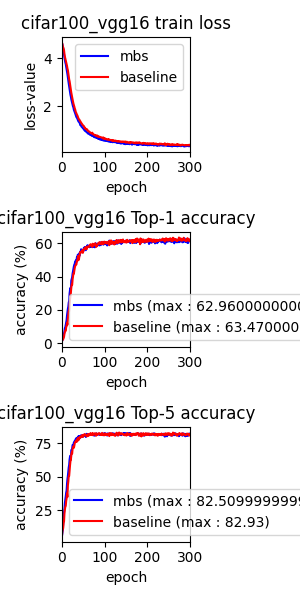 cifar100_vgg16 train loss
mbs
baseline
4
2
loss-value
0
100
200
300
epoch
cifar100_vgg16 Top-1 accuracy
60
40
20
0
accuracy (%)
mbs (max : 62.9600000000
baseline (max : 63.470000
0
100
200
300
epoch
cifar100_vgg16 Top-5 accuracy
75
50
25
accuracy (%)
mbs (max : 82.5099999999
baseline (max : 82.93)
0
100
200
300
epoch